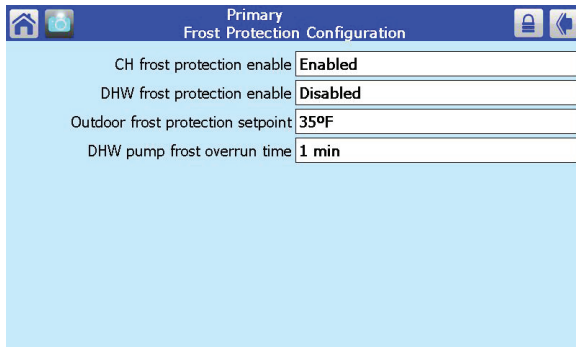 Primary
Frost Protection Configuration
CH frost protection enable Enabled
DHW frost protection enable Disabled
Outdoor frost protection setpoint 35ºF
DHW pump frost overrun time 1 min